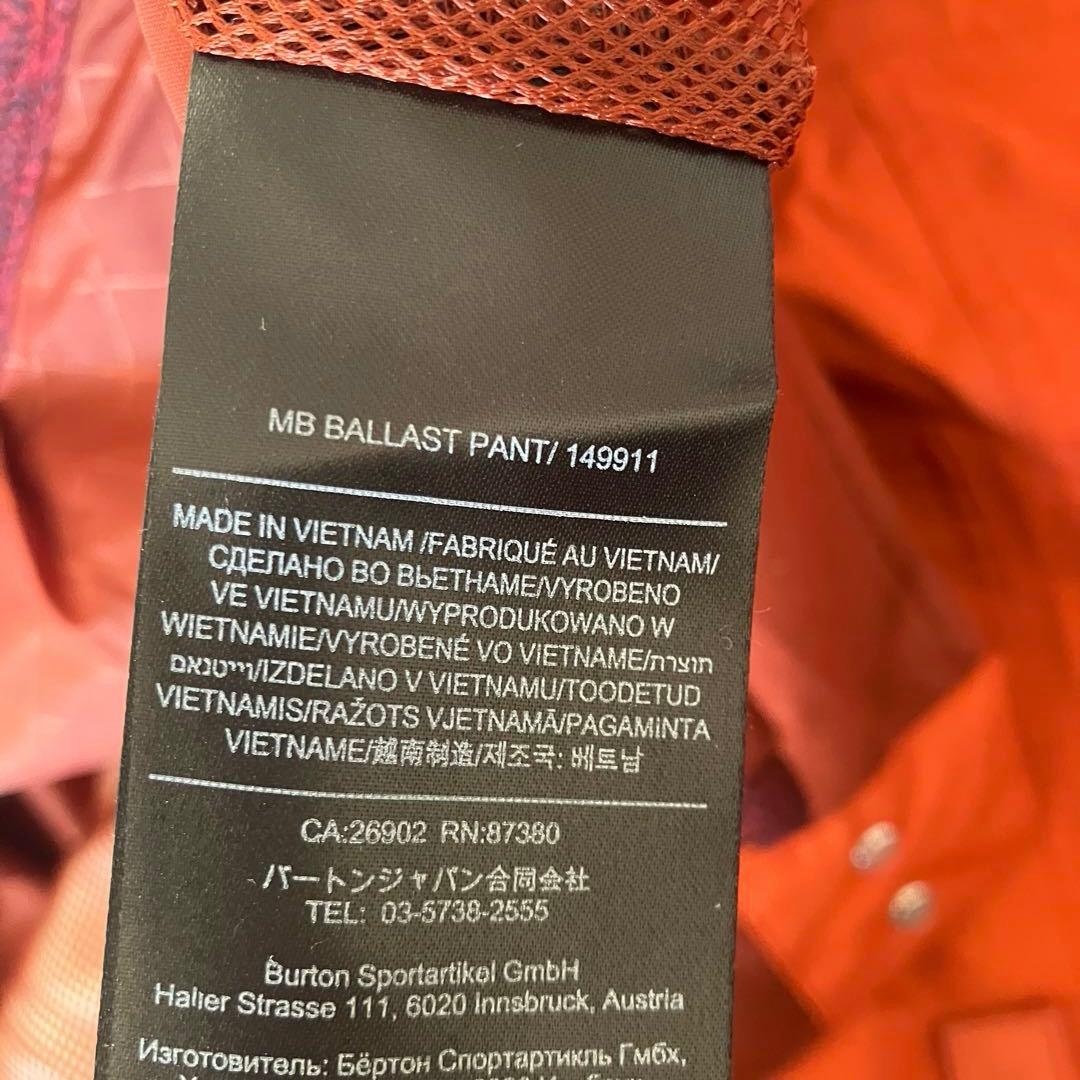 MB BALLAST PANT/ 149911
MADE IN VIETNAM /FABRIQUÉ AU VIETNAM/
СДЕЛАНО ВО ВЬЕТНАМЕ/VYROBENO
VE VIETNAMU/WYPRODUKOWANO W
WIETNAMIE/VYROBENÉ VO VIETNAME/תוצרת
וייטנאם/IZDELANO V VIETNAMU/TOODETUD
VIETNAMIS/RAŽOTS VJETNAMĀ/PAGAMINTA
VIETNAME/越南制造/제조국: 베트남
CA:26902 RN:87380
バートンジャパン合同会社
TEL: 03-5738-2555
Burton Sportartikel GmbH
Haller Strasse 111, 6020 Innsbruck, Austria
Изготовитель: Бёртон Спортартикль Гмбх,